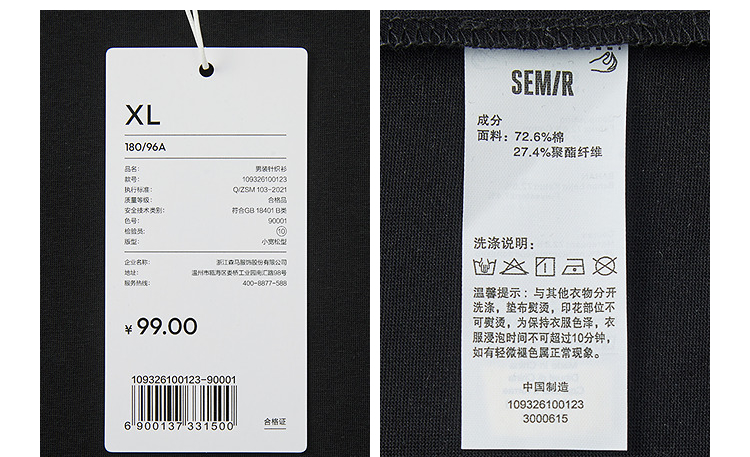 XL
180/96A
品名: 男装针织衫
款号: 109326100123
执行标准: Q/ZSM 103-2021
质量等级: 合格品
安全技术类别: 符合GB 18401 B类
色号: 90001
检验员: 10
版型: 小宽松型
企业名称: 浙江森马服饰股份有限公司
地址: 温州市瓯海区娄桥工业园南汇路98号
服务热线: 400-8877-588
¥ 99.00
109326100123-90001
6 900137 331500
合格证
SEMIR
成分
面料: 72.6%棉
27.4%聚酯纤维
洗涤说明:
温馨提示: 与其他衣物分开
洗涤, 垫布熨烫, 印花部位不
可熨烫, 为保持衣服色泽, 衣
服浸泡时间不可超过10分钟,
如有轻微褪色属正常现象。
中国制造
109326100123
3000615